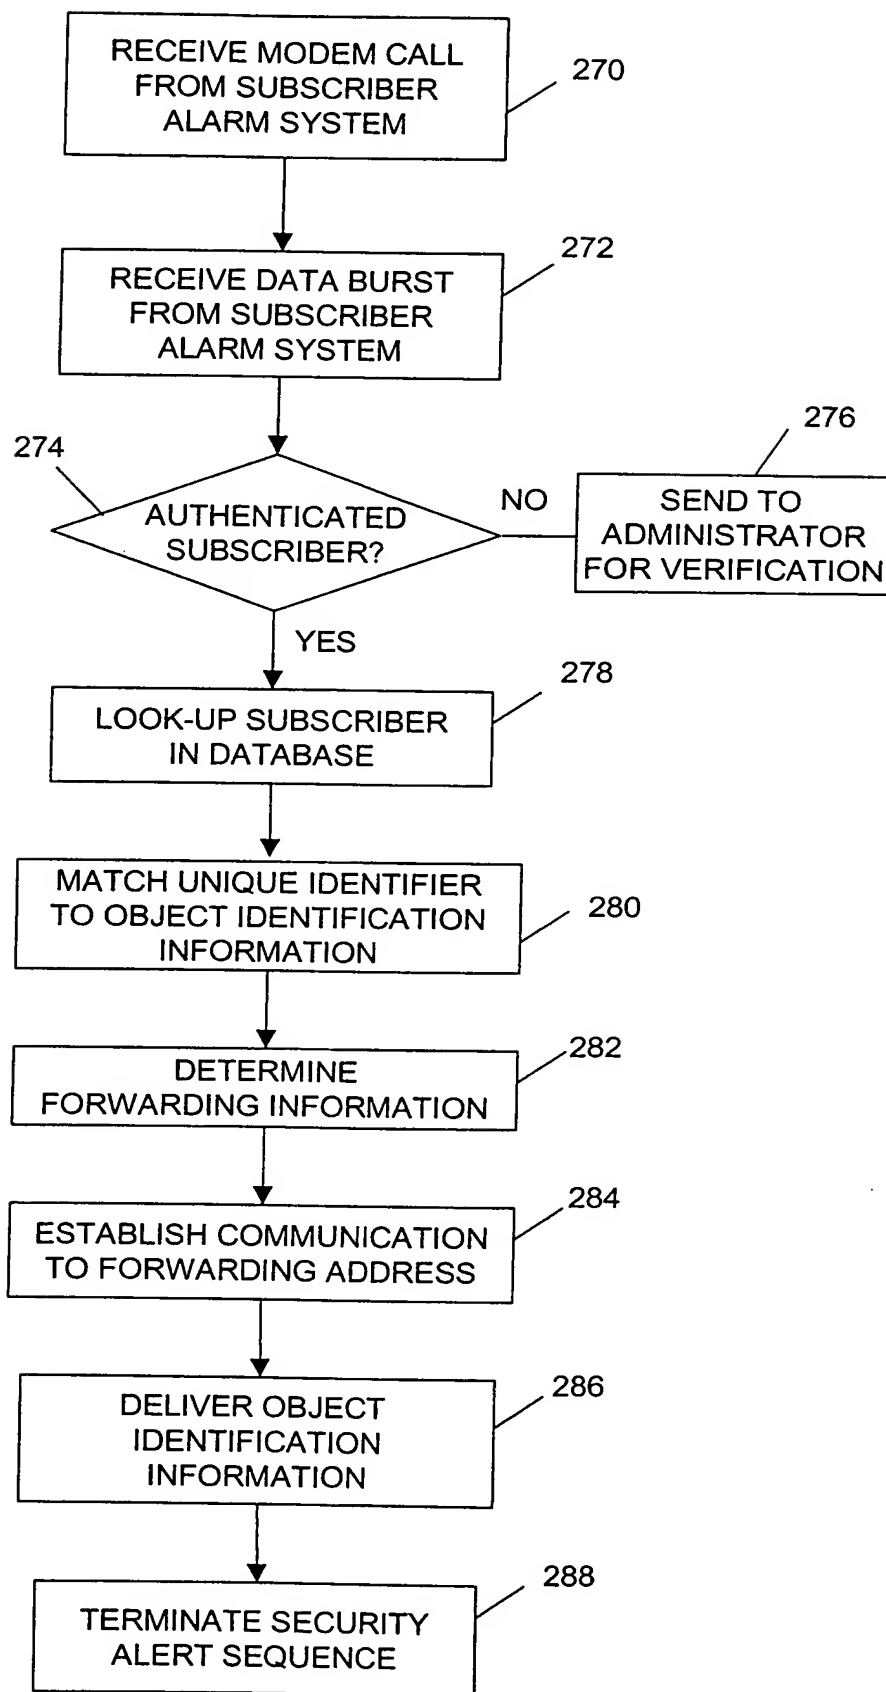 RECEIVE MODEM CALL
FROM SUBSCRIBER
ALARM SYSTEM
270
RECEIVE DATA BURST
FROM SUBSCRIBER
ALARM SYSTEM
272
274
AUTHENTICATED
SUBSCRIBER?
NO
276
SEND TO
ADMINISTRATOR
FOR VERIFICATION
YES
278
LOOK-UP SUBSCRIBER
IN DATABASE
MATCH UNIQUE IDENTIFIER
TO OBJECT IDENTIFICATION
INFORMATION
280
282
DETERMINE
FORWARDING INFORMATION
284
ESTABLISH COMMUNICATION
TO FORWARDING ADDRESS
286
DELIVER OBJECT
IDENTIFICATION
INFORMATION
288
TERMINATE SECURITY
ALERT SEQUENCE